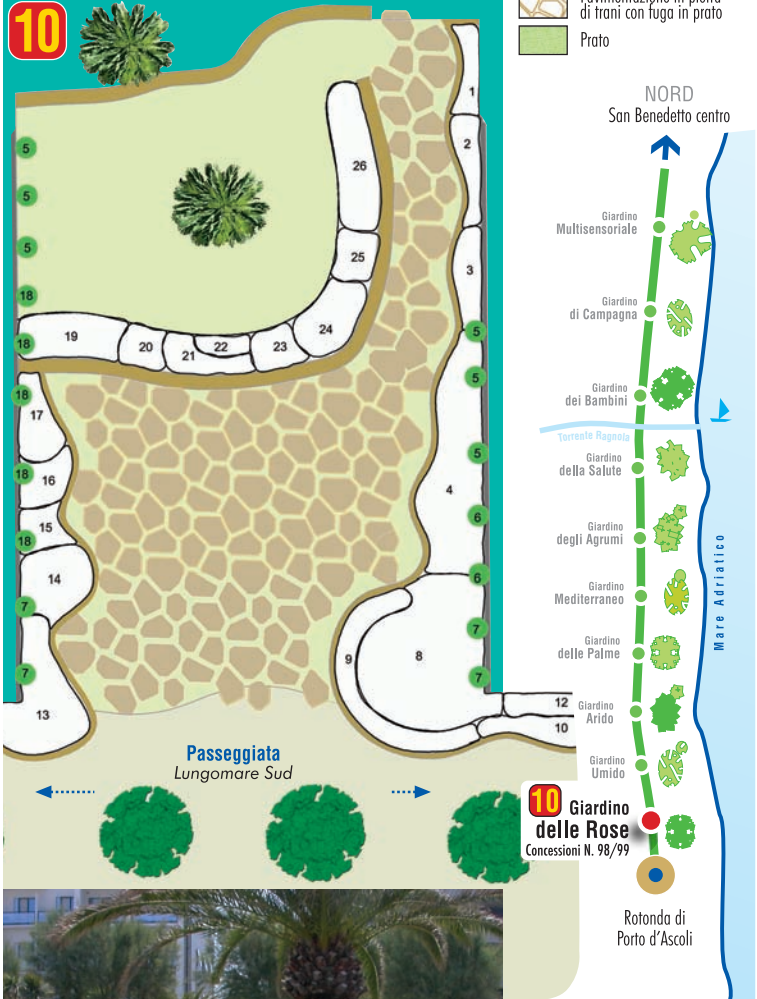 10
di trani con fuga in prato
Prato
NORD
San Benedetto centro
Giardino
Multisensoriale
Giardino
di Campagna
Giardino
dei Bambini
Torrente Ragnola
Giardino
della Salute
Giardino
degli Agrumi
Giardino
Mediterraneo
Giardino
delle Palme
Giardino
Arido
Giardino
Umido
Mare Adriatico
10 Giardino
delle Rose
Concessioni N. 98/99
Rotonda di
Porto d'Ascoli
1
2
3
4
5
5
5
18
18
19
20
21
22
23
24
25
26
5
5
5
6
6
7
7
8
9
10
12
18
17
18
16
15
18
14
7
7
13
Passeggiata
Lungomare Sud